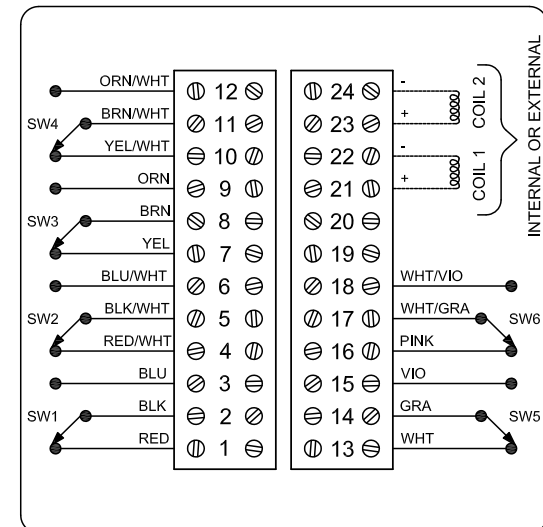 ORN/WHT 12 24 - COIL 2
SW4 BRN/WHT 11 23 +
YEL/WHT 10 22 - COIL 1
ORN 9 21 +
SW3 BRN 8 20
YEL 7 19
BLU/WHT 6 18 WHT/VIO
SW2 BLK/WHT 5 17 WHT/GRA SW6
RED/WHT 4 16 PINK
BLU 3 15 VIO
SW1 BLK 2 14 GRA SW5
RED 1 13 WHT
INTERNAL OR EXTERNAL